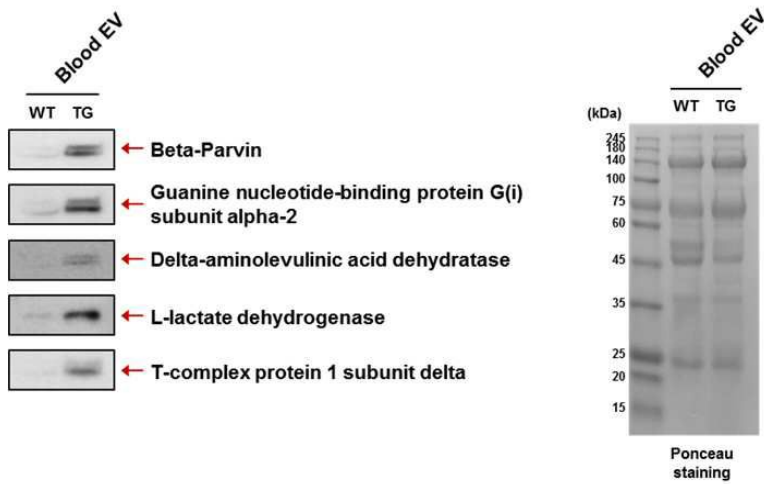 Blood EV
WT TG
Beta-Parvin
Guanine nucleotide-binding protein G(i)
subunit alpha-2
Delta-aminolevulinic acid dehydratase
L-lactate dehydrogenase
T-complex protein 1 subunit delta
Blood EV
(kDa) WT TG
245
180
140
100
75
60
45
35
25
20
15
Ponceau
staining